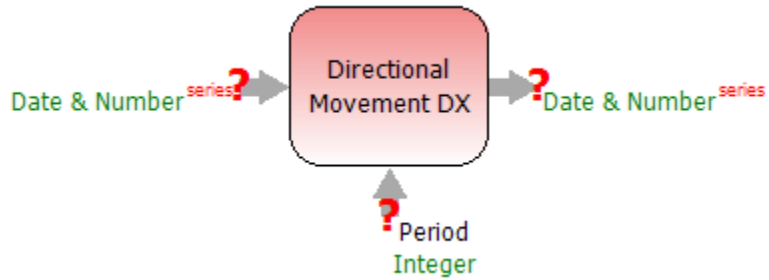 Directional
Movement DX
Date & Number series ?
? Date & Number series
? Period
Integer